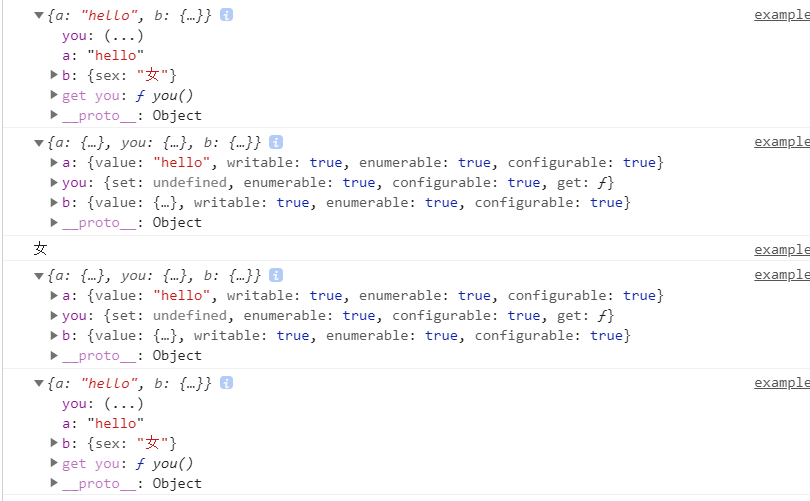 {a: "hello", b: {…}} i example
you: (...)
a: "hello"
b: {sex: "女"}
get you: ƒ you()
__proto__: Object
{a: {…}, you: {…}, b: {…}} i example
a: {value: "hello", writable: true, enumerable: true, configurable: true}
you: {set: undefined, enumerable: true, configurable: true, get: ƒ}
b: {value: {…}, writable: true, enumerable: true, configurable: true}
__proto__: Object
女 example
{a: {…}, you: {…}, b: {…}} i example
a: {value: "hello", writable: true, enumerable: true, configurable: true}
you: {set: undefined, enumerable: true, configurable: true, get: ƒ}
b: {value: {…}, writable: true, enumerable: true, configurable: true}
__proto__: Object
{a: "hello", b: {…}} i example
you: (...)
a: "hello"
b: {sex: "女"}
get you: ƒ you()
__proto__: Object